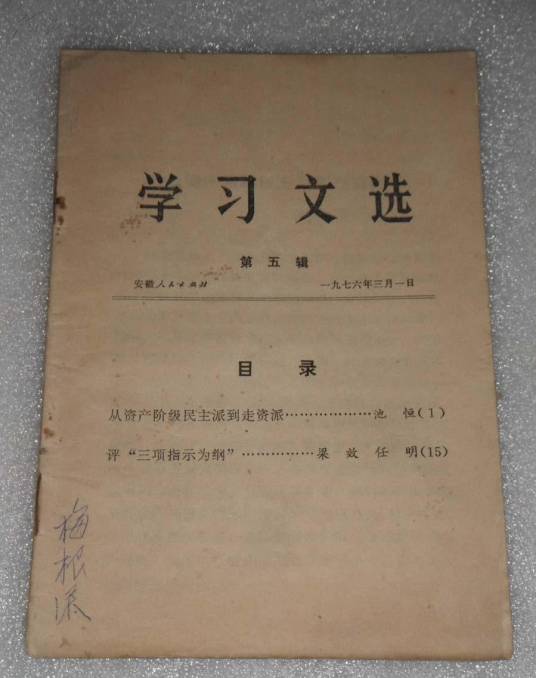 学习文选
第五辑
安徽人民出版社 一九七六年三月一日
目录
从资产阶级民主派到走资派………………池 恒(1)
评“三项指示为纲”……………梁 效 任 明(15)
梅根